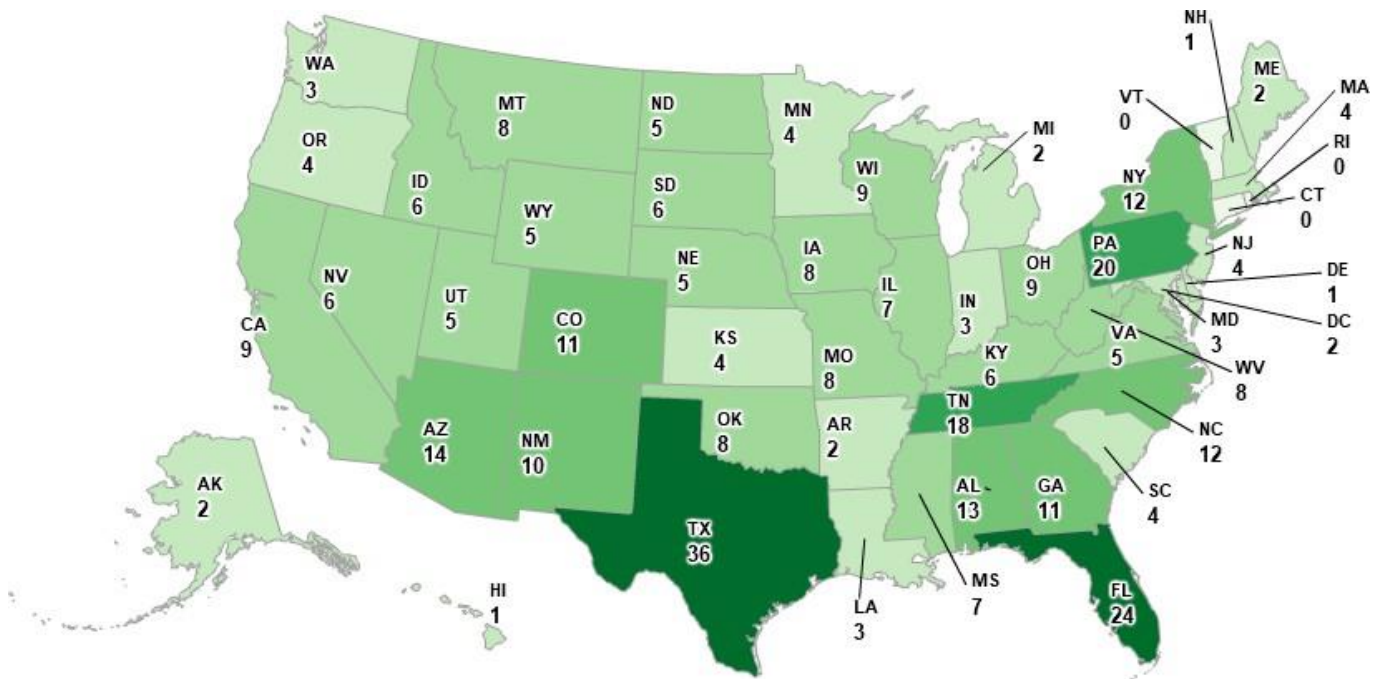 NH
1
WA
3
ME
2
MA
4
VT
0
MT
8
ND
5
MN
4
MI
2
RI
0
OR
4
ID
6
WI
9
NY
12
CT
0
SD
6
WY
5
PA
20
NJ
4
DE
1
IA
8
NE
5
OH
9
IL
7
IN
3
NV
6
UT
5
CO
11
CA
9
KS
4
MO
8
KY
6
VA
5
MD
3
DC
2
WV
8
TN
18
NC
12
AZ
14
NM
10
OK
8
AR
2
AL
13
GA
11
SC
4
AK
2
TX
36
MS
7
LA
3
FL
24
HI
1